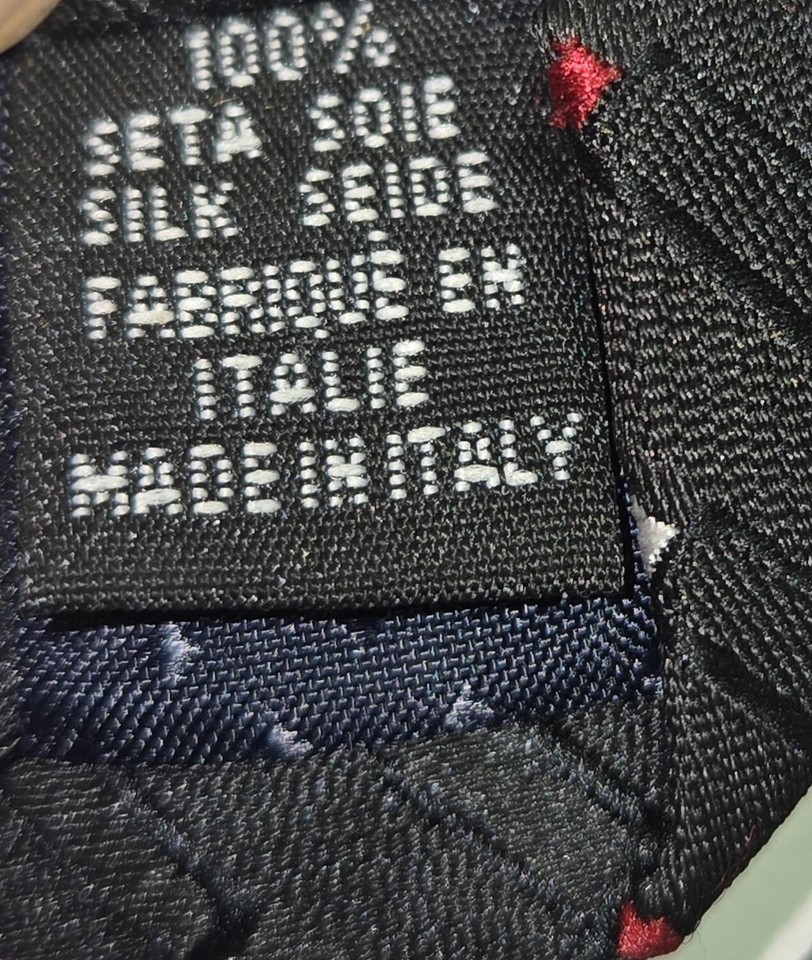 100%
SETA SOIE
SILK SEIDE
FABRIQUÉ EN
ITALIE
MADE IN ITALY